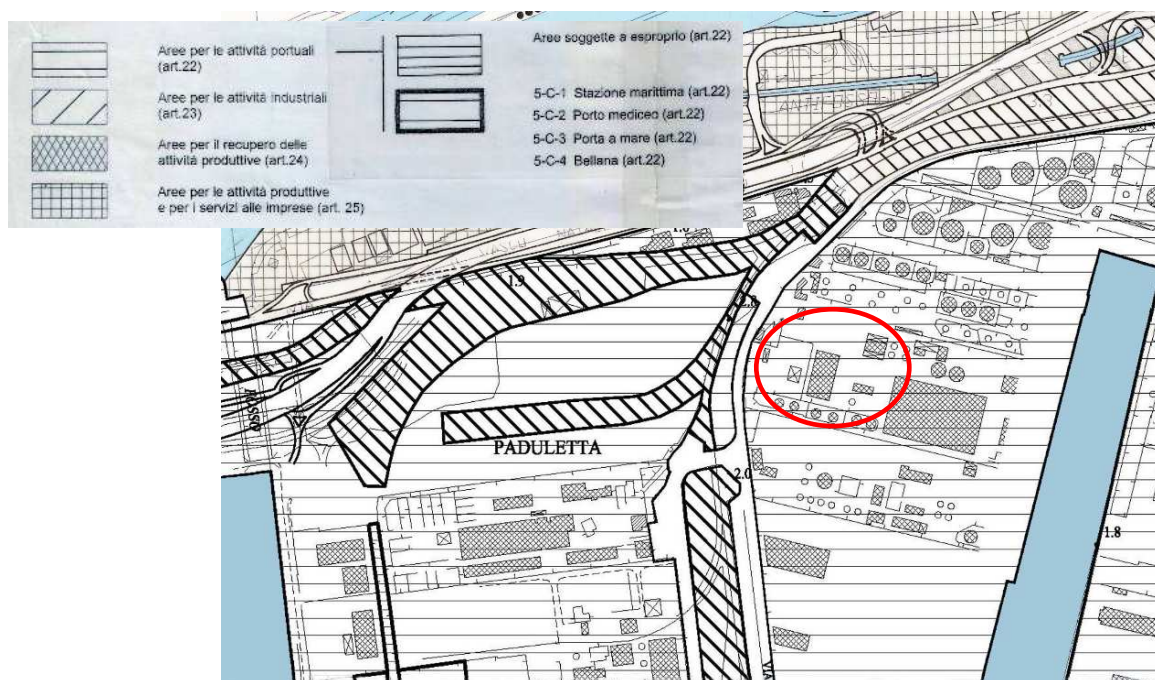 Aree per le attività portuali
(art.22)
Aree per le attività industriali
(art.23)
Aree per il recupero delle
attività produttive (art.24)
Aree per le attività produttive
e per i servizi alle imprese (art. 25)
Aree soggette a esproprio (art.22)
5-C-1 Stazione marittima (art.22)
5-C-2 Porto mediceo (art.22)
5-C-3 Porta a mare (art.22)
5-C-4 Bellana (art.22)
1.9
2.8
PADULETTA
2.0
1.8
VIA